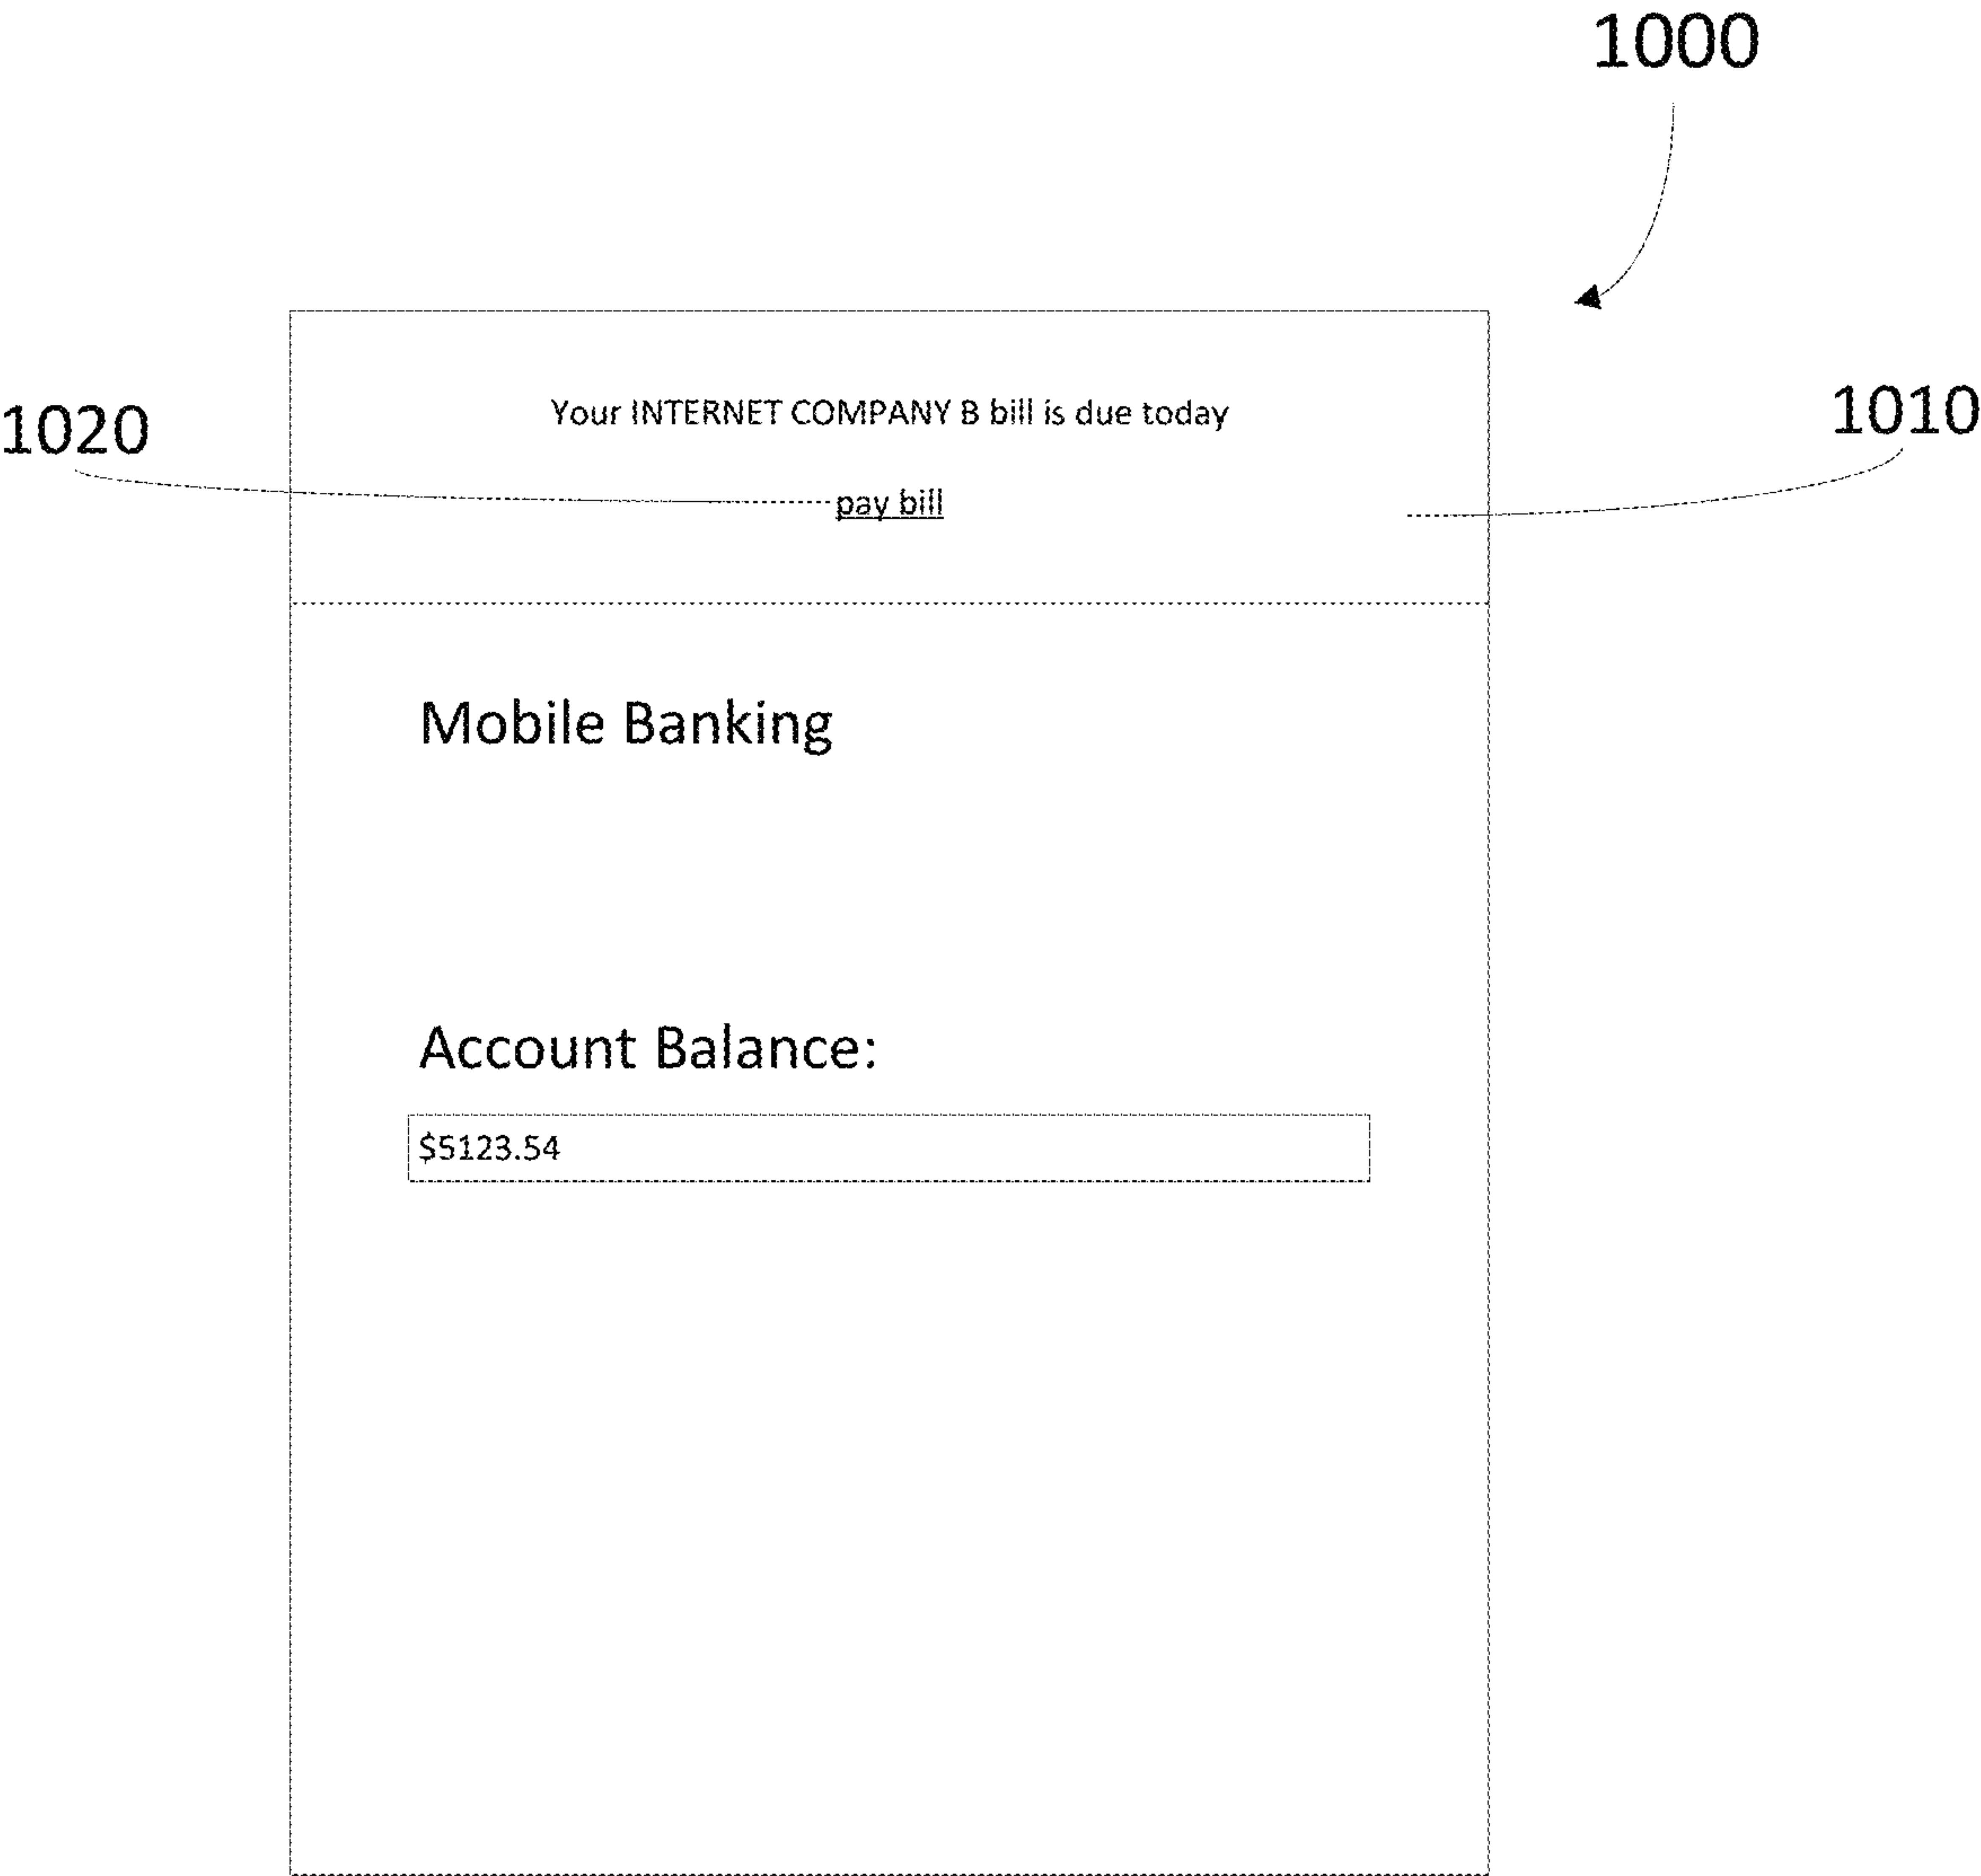 1000
Your INTERNET COMPANY B bill is due today
1020
1010
pay bill
Mobile Banking
Account Balance:
$5123.54